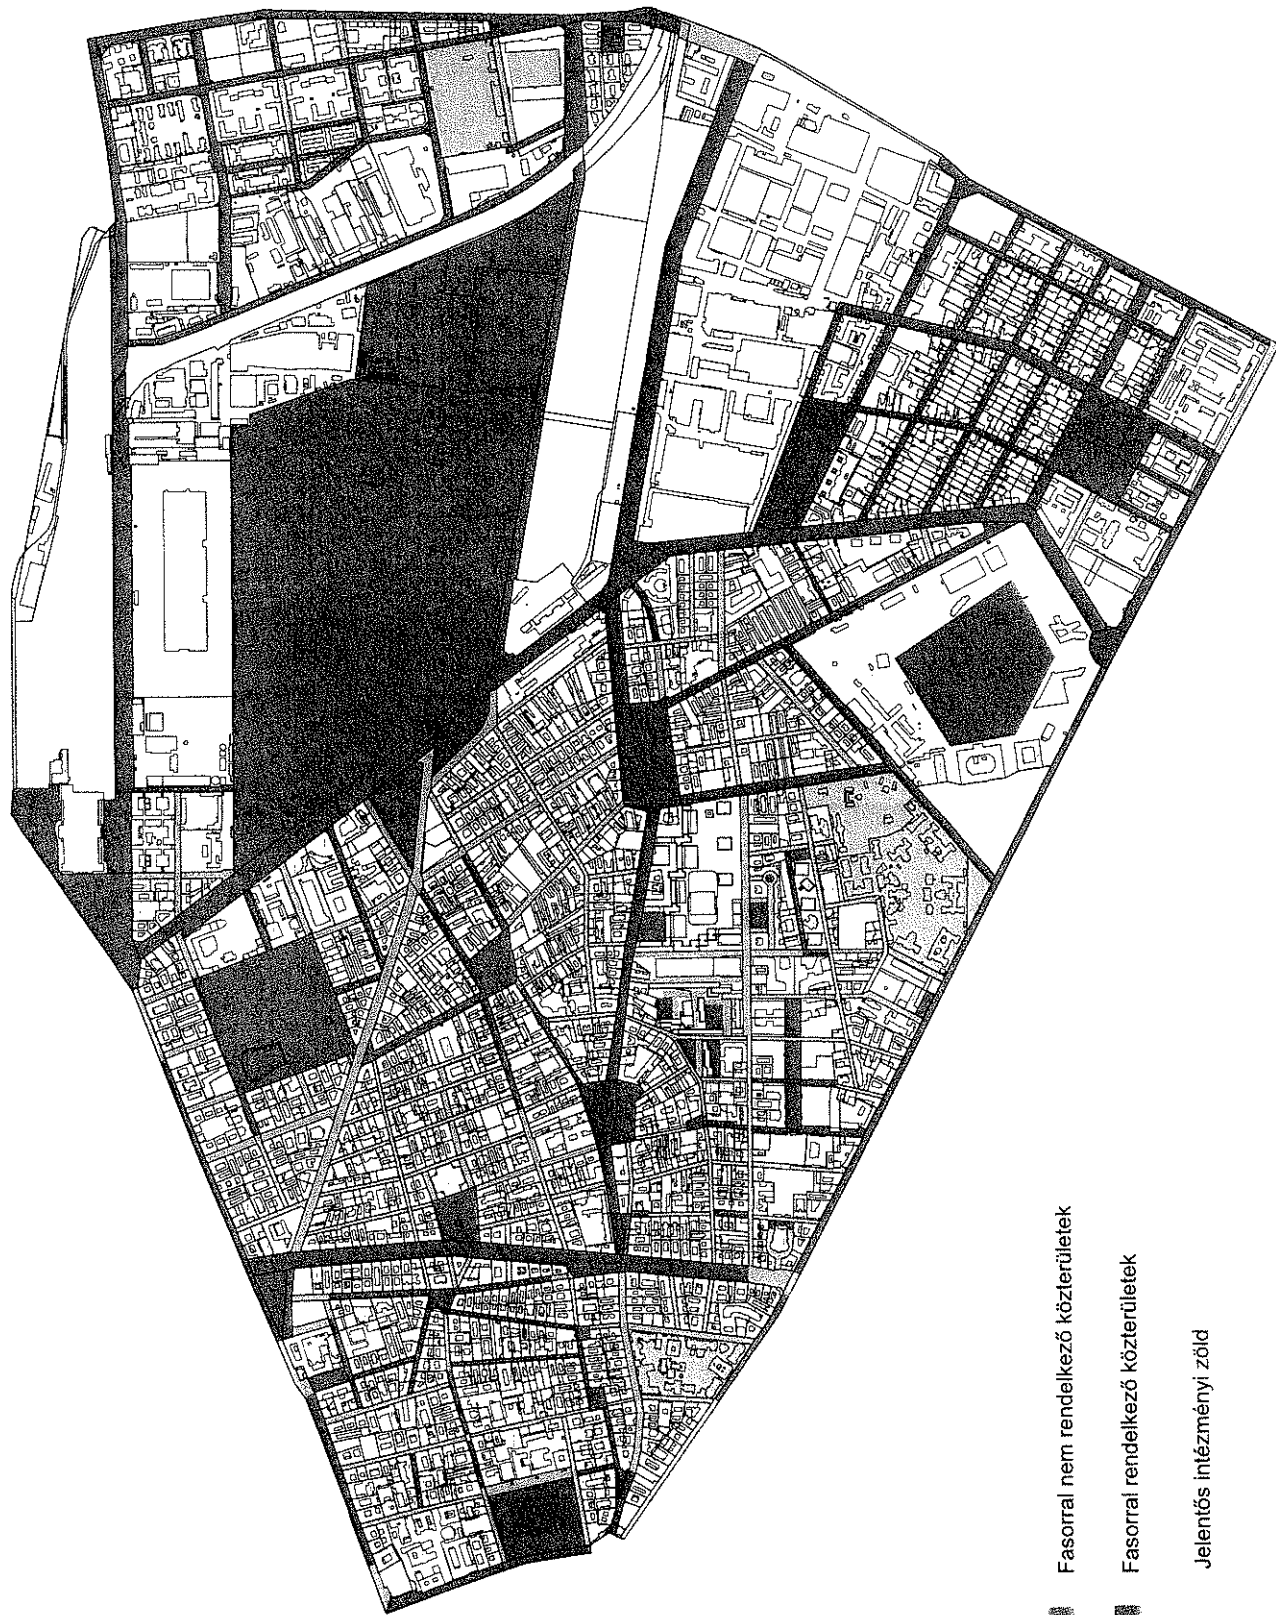 Fasorral nem rendelkező közterületek
Fasorral rendelkező közterületek
Jelentős intézményi zöld